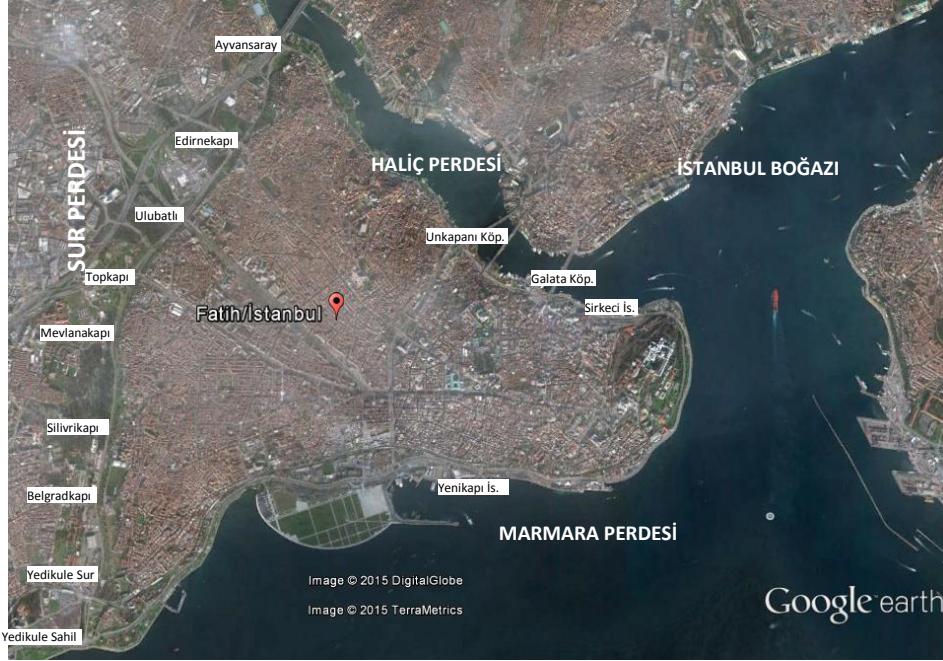 Ayvansaray
Edirnekapı
SUR PERDESİ
HALİÇ PERDESİ
İSTANBUL BOĞAZI
Ulubatlı
Unkapanı Köp.
Topkapı
Galata Köp.
Fatih/İstanbul
Sirkeci İs.
Mevlanakapı
Silivrikapı
Belgradkapı
Yenikapı İs.
MARMARA PERDESİ
Yedikule Sur
Image © 2015 DigitalGlobe
Image © 2015 TerraMetrics
Google earth
Yedikule Sahil